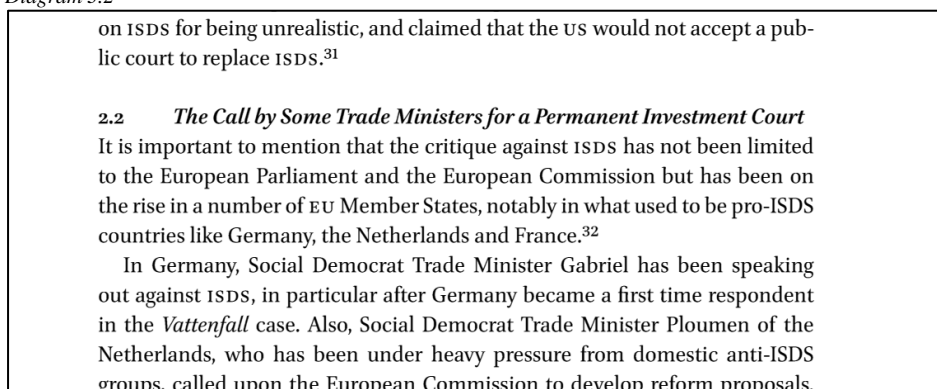 Diagram 5.2
on ISDS for being unrealistic, and claimed that the US would not accept a pub-
lic court to replace ISDS.³¹
2.2 The Call by Some Trade Ministers for a Permanent Investment Court
It is important to mention that the critique against ISDS has not been limited
to the European Parliament and the European Commission but has been on
the rise in a number of EU Member States, notably in what used to be pro-ISDS
countries like Germany, the Netherlands and France.³²
In Germany, Social Democrat Trade Minister Gabriel has been speaking
out against ISDS, in particular after Germany became a first time respondent
in the Vattenfall case. Also, Social Democrat Trade Minister Ploumen of the
Netherlands, who has been under heavy pressure from domestic anti-ISDS
groups, called upon the European Commission to develop reform proposals.